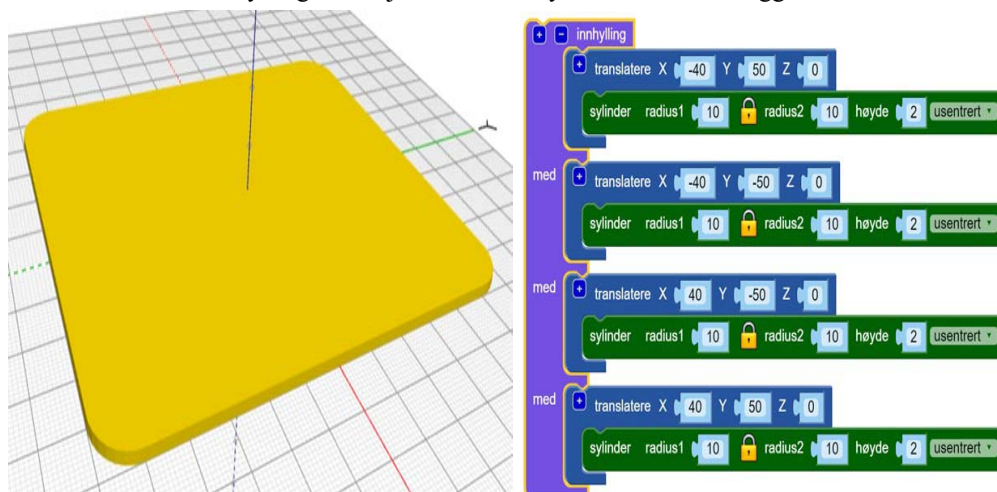 innhylling
translatere X -40 Y 50 Z 0
sylinder radius1 10 radius2 10 høyde 2 usentrert
med translatere X -40 Y -50 Z 0
sylinder radius1 10 radius2 10 høyde 2 usentrert
med translatere X 40 Y -50 Z 0
sylinder radius1 10 radius2 10 høyde 2 usentrert
med translatere X 40 Y 50 Z 0
sylinder radius1 10 radius2 10 høyde 2 usentrert